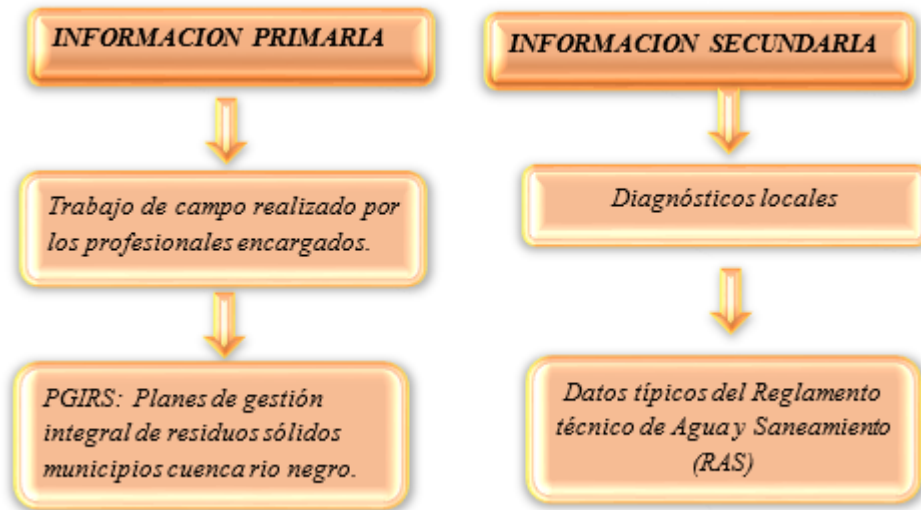 INFORMACION PRIMARIA
Trabajo de campo realizado por
los profesionales encargados.
PGIRS: Planes de gestión
integral de residuos sólidos
municipios cuenca rio negro.
INFORMACION SECUNDARIA
Diagnósticos locales
Datos típicos del Reglamento
técnico de Agua y Saneamiento
(RAS)